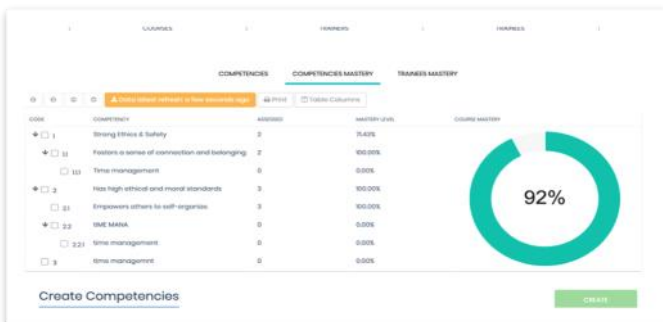 COURSES TRAINERS TRAINEES
COMPETENCIES COMPETENCIES MASTERY TRAINEES MASTERY
Data latest refresh a few seconds ago Print Table Columns
CODE COMPETENCY ASSESSED MASTERY LEVEL COURSE MASTERY
1 Strong Ethics & Safety 3 71.43%
1.1 Fosters a sense of connection and belonging. 2 100.00%
1.1.1 Time management 0 0.00%
2 Has high ethical and moral standards 3 100.00%
2.1 Empowers others to self-organize 3 100.00%
2.2 tIME MANA 0 0.00%
2.2.1 time management 0 0.00%
3 time managemnt 0 0.00%
92%
Create Competencies CREATE